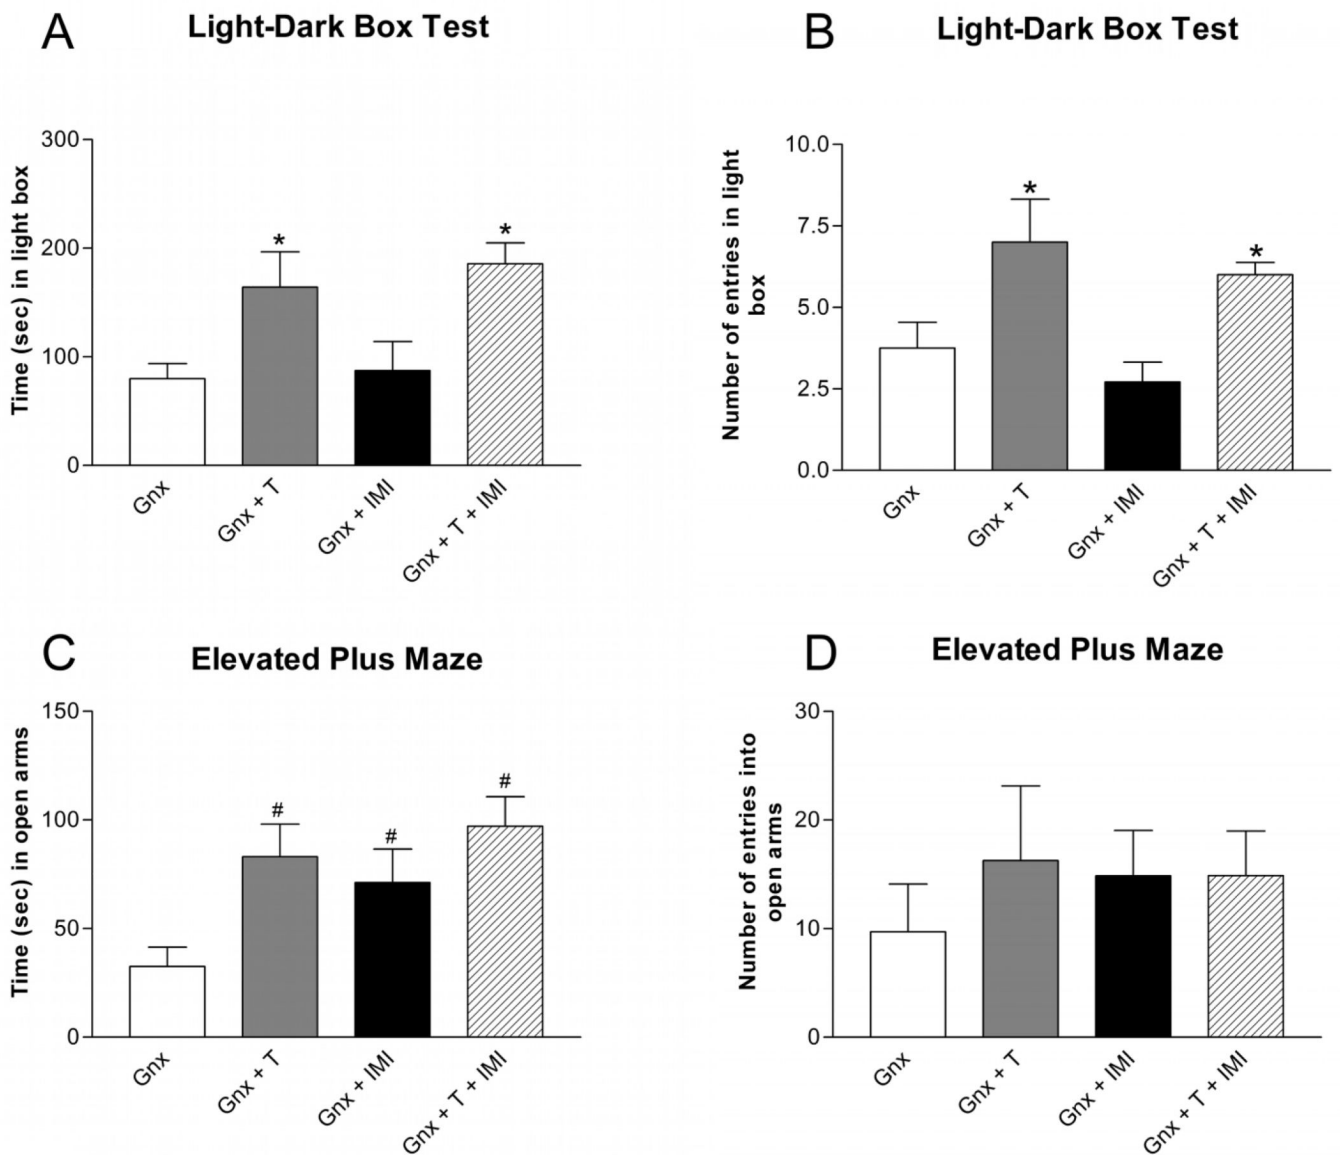 A
Light-Dark Box Test
Time (sec) in light box
300
200
100
0
*
*
Gnx
Gnx + T
Gnx + IMI
Gnx + T + IMI
B
Light-Dark Box Test
Number of entries in light
box
10.0
7.5
5.0
2.5
0.0
*
*
Gnx
Gnx + T
Gnx + IMI
Gnx + T + IMI
C
Elevated Plus Maze
Time (sec) in open arms
150
100
50
0
#
#
#
Gnx
Gnx + T
Gnx + IMI
Gnx + T + IMI
D
Elevated Plus Maze
Number of entries into
open arms
30
20
10
0
Gnx
Gnx + T
Gnx + IMI
Gnx + T + IMI